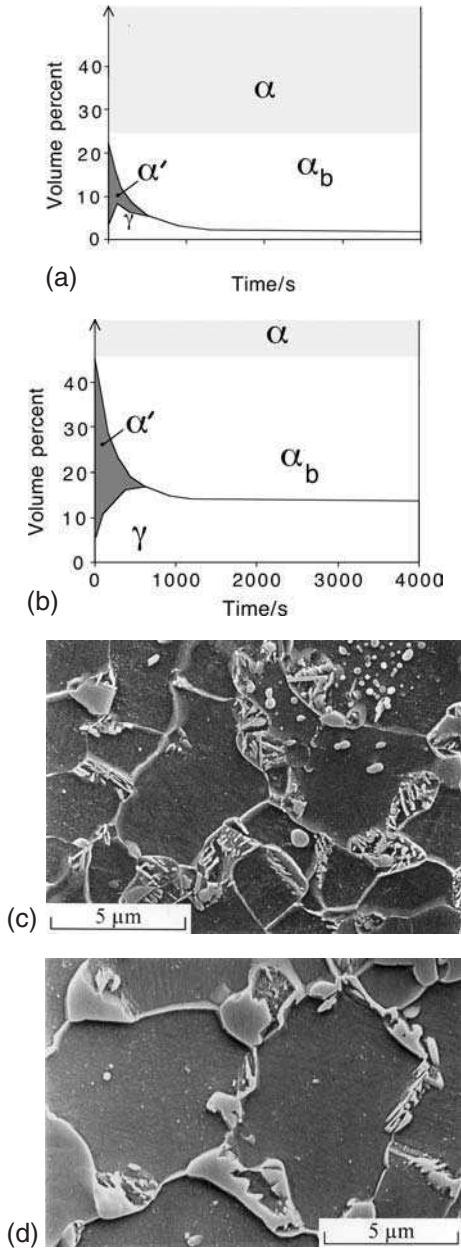 Volume percent
40
30
20
10
0
α
α′
γ
α_b
(a)
Time/s
Volume percent
40
30
20
10
0
α
α′
α_b
γ
0
1000
2000
3000
4000
(b)
Time/s
(c)
5 µm
(d)
5 µm